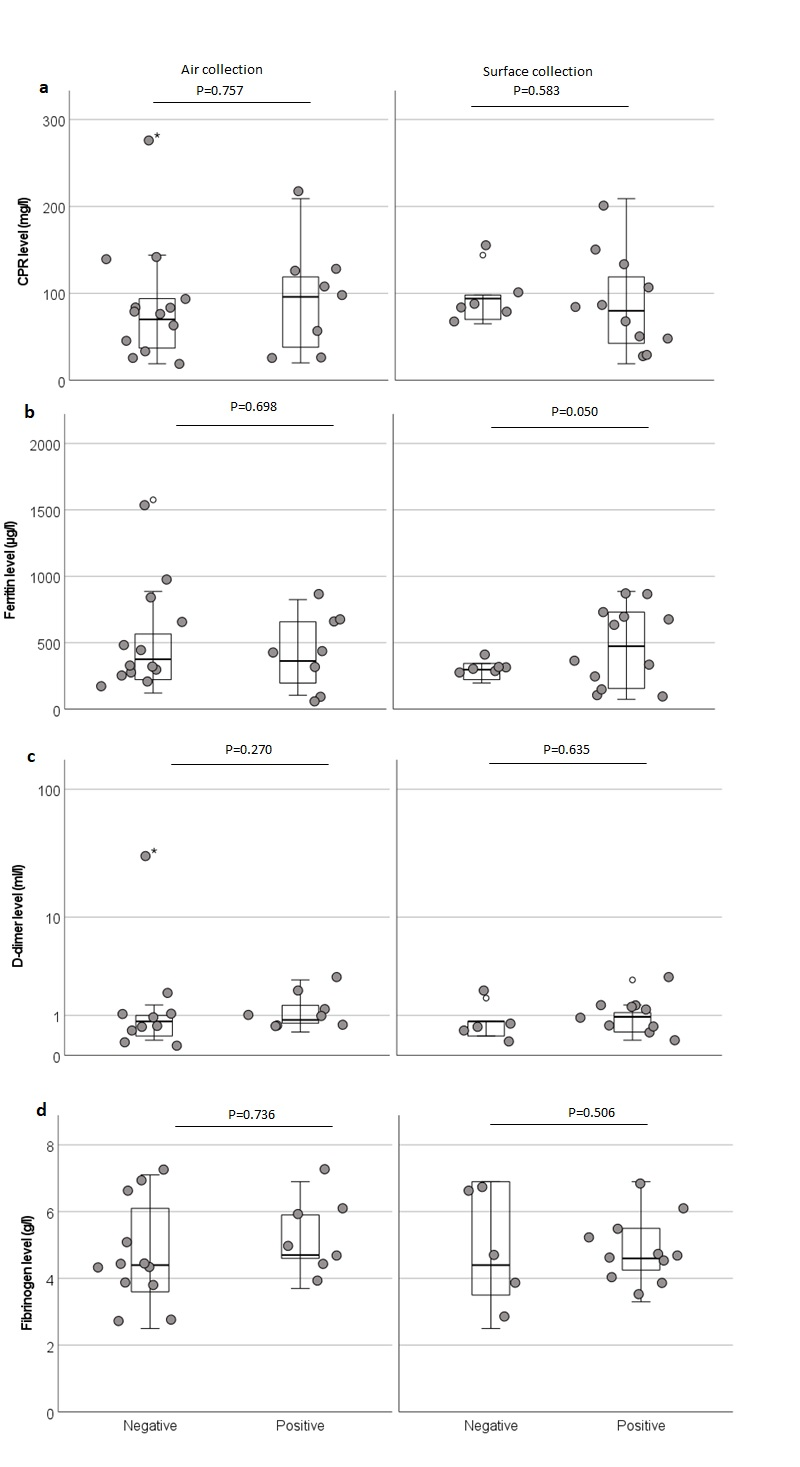 Air collection
Surface collection
a
P=0.757
P=0.583
CPR level (mg/l)
300
200
100
0
*
b
P=0.698
P=0.050
Ferritin level (µg/l)
2000
1500
1000
500
0
c
P=0.270
P=0.635
D-dimer level (ml/l)
100
10
1
0
*
d
P=0.736
P=0.506
Fibrinogen level (g/l)
8
6
4
2
0
Negative
Positive
Negative
Positive